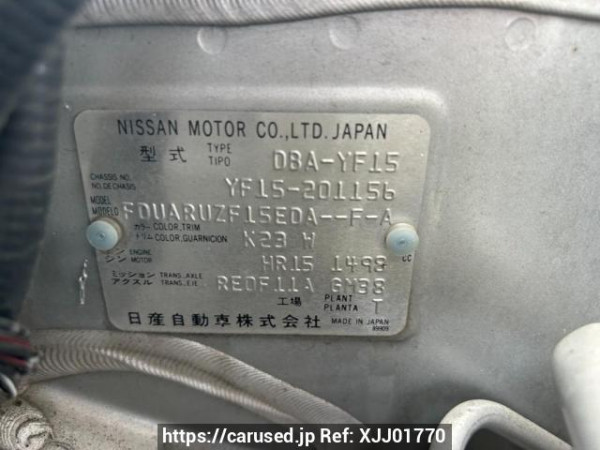 NISSAN MOTOR CO.,LTD. JAPAN
型式 TYPE TIPO DBA-YF15
CHASSIS NO. NO. DE CHASIS YF15-201156
MODEL MODELO FDUARUZF15EDA--F-A
カラー COLOR, TRIM
トリム COLOR, GUARNICION K23 W
エンジン ENGINE MOTOR HR15 1498 CC
ミッション TRANS. AXLE
アクスル TRANS. EJE RE0F11A GM38
工場 PLANT PLANTA T
日産自動車株式会社 MADE IN JAPAN
https://carused.jp Ref: XJJ01770